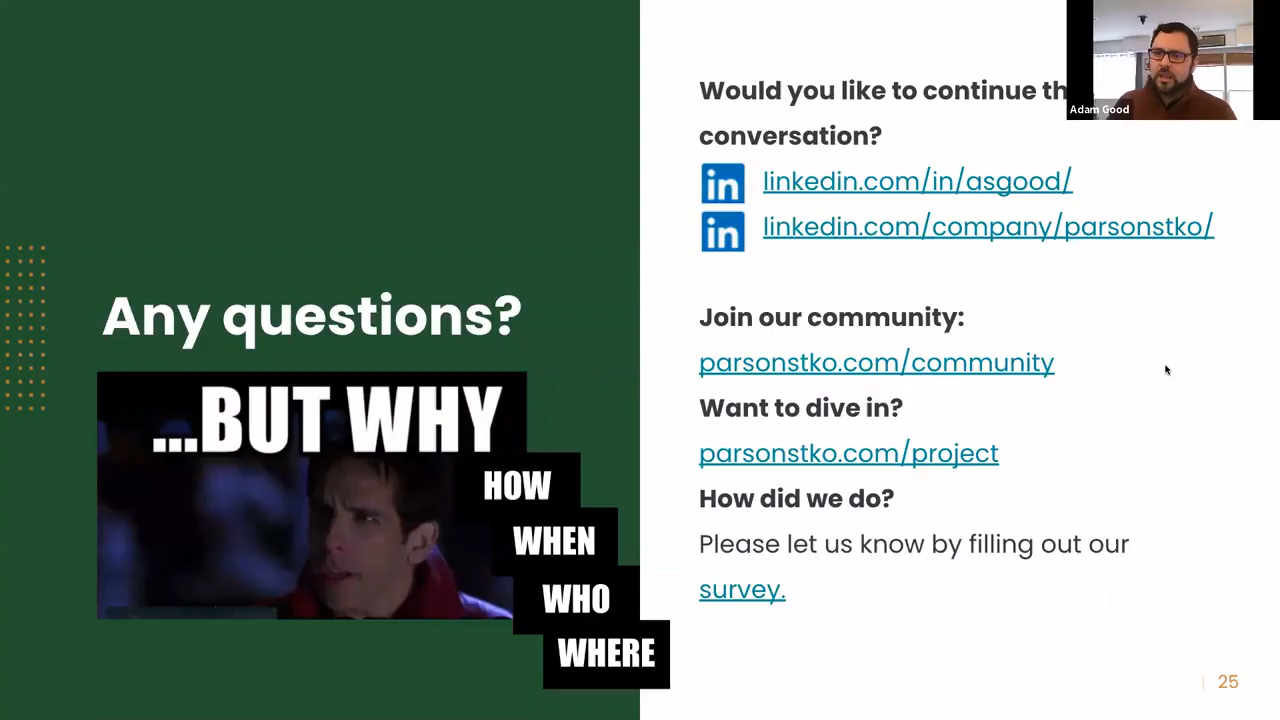 Any questions?
...BUT WHY
HOW
WHEN
WHO
WHERE
Would you like to continue th
conversation?
in linkedin.com/in/asgood/
in linkedin.com/company/parsonstko/
Join our community:
parsonstko.com/community
Want to dive in?
parsonstko.com/project
How did we do?
Please let us know by filling out our
survey.
Adam Good
25